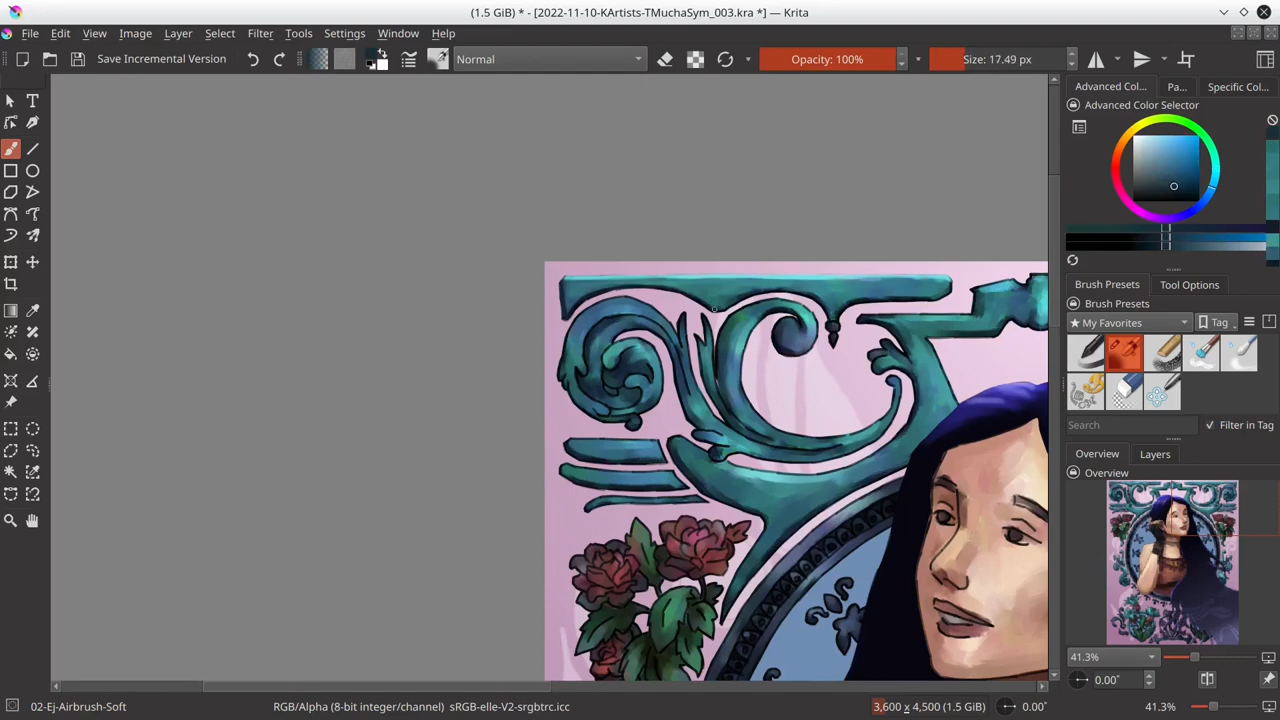 (1.5 GiB) * - [2022-11-10-KArtists-TMuchaSym_003.kra *] — Krita
File Edit View Image Layer Select Filter Tools Settings Window Help
Save Incremental Version Normal Opacity: 100% Size: 17.49 px
Advanced Col... Pa... Specific Col...
Advanced Color Selector
Brush Presets Tool Options
Brush Presets
★ My Favorites Tag
Search Filter in Tag
Overview Layers
Overview
41.3%
0.00°
02-Ej-Airbrush-Soft RGB/Alpha (8-bit integer/channel) sRGB-elle-V2-srgbtrc.icc 3,600 x 4,500 (1.5 GiB) 0.00° 41.3%